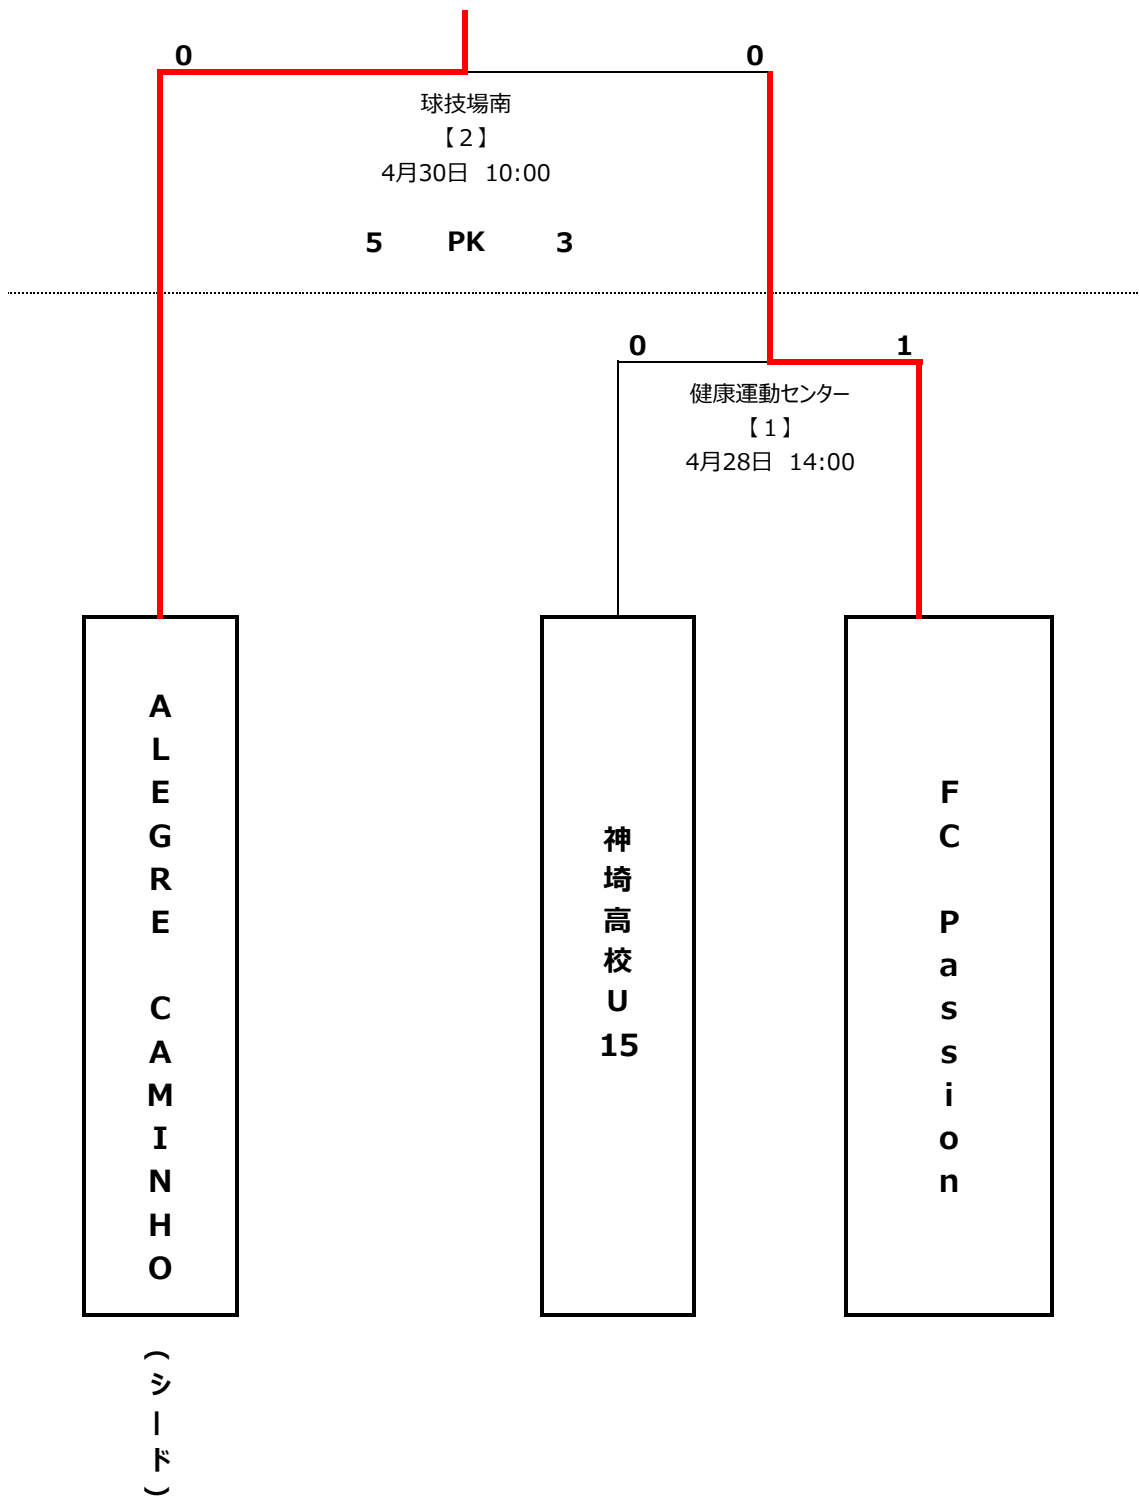 0 0
球技場南
【2】
4月30日 10:00
5 PK 3
0 1
健康運動センター
【1】
4月28日 14:00
ALEGRE CAMINHO
(シード)
神埼高校U15
FC Passion